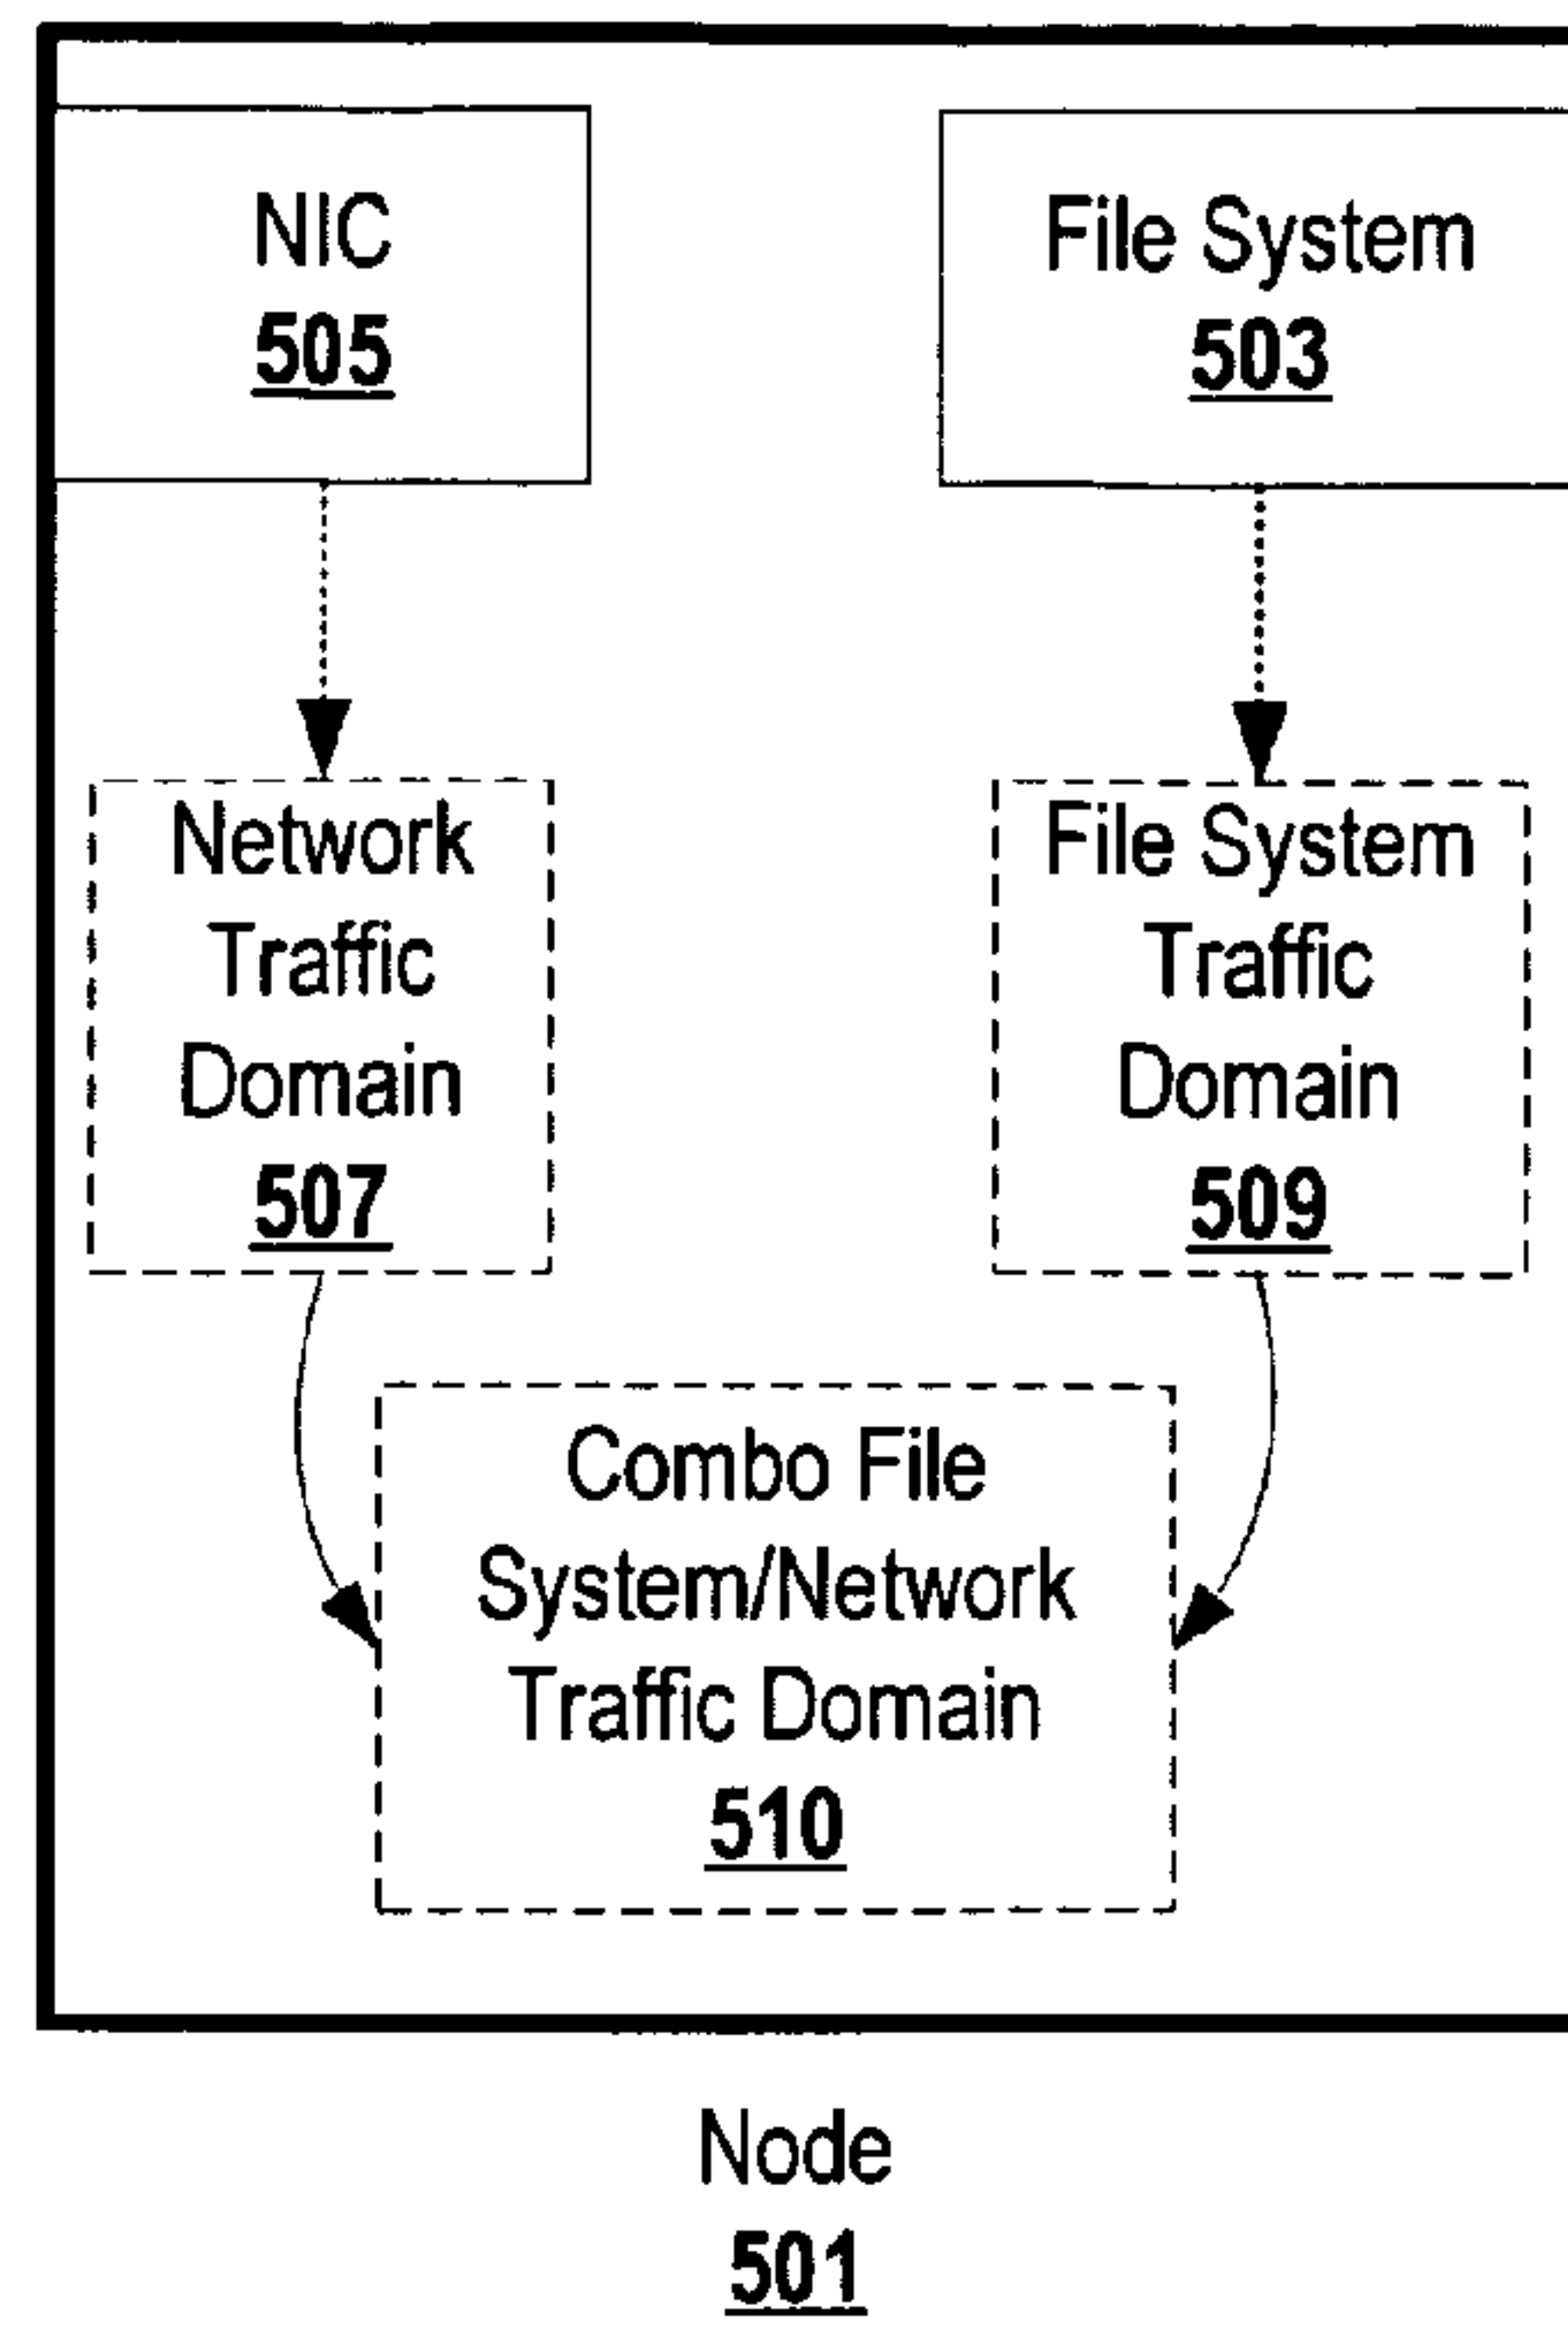 NIC
505
File System
503
Network
Traffic
Domain
507
File System
Traffic
Domain
509
Combo File
System/Network
Traffic Domain
510
Node
501